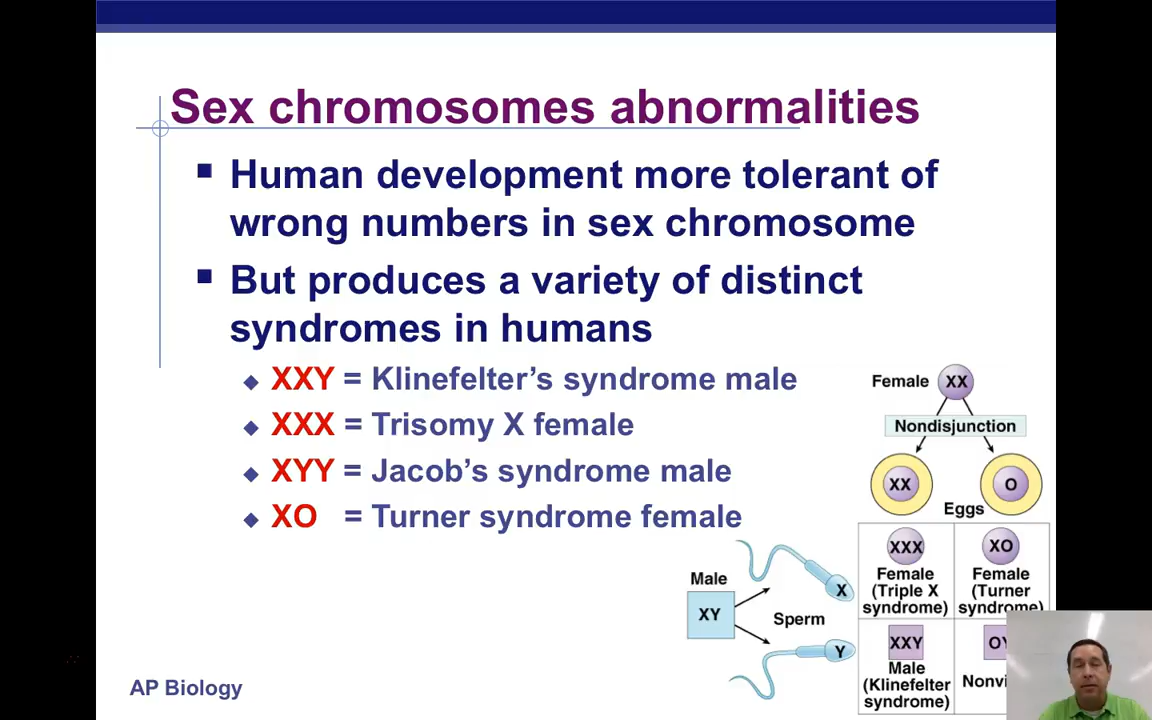 Sex chromosomes abnormalities
Human development more tolerant of
wrong numbers in sex chromosome
But produces a variety of distinct
syndromes in humans
XXY = Klinefelter’s syndrome male
XXX = Trisomy X female
XYY = Jacob’s syndrome male
XO = Turner syndrome female
Female XX
Nondisjunction
XX
O
Eggs
XXX
XO
Female
(Triple X
syndrome)
Female
(Turner
syndrome)
Male
XY
X
Sperm
Y
XXY
OY
Male
(Klinefelter
syndrome)
Nonvi
AP Biology